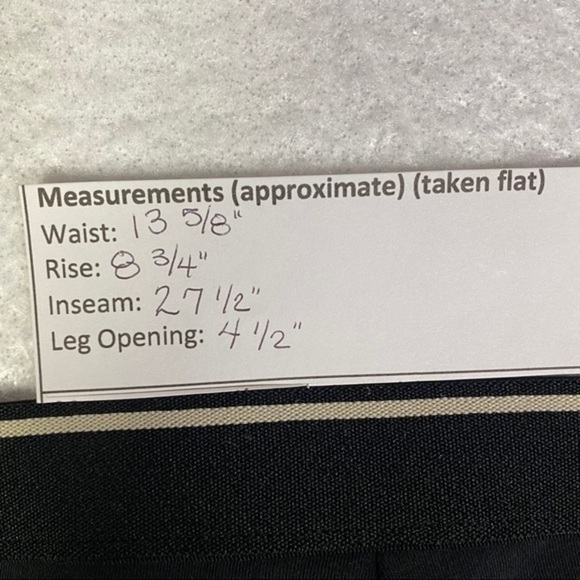 Measurements (approximate) (taken flat)
Waist: 13 5/8"
Rise: 8 3/4"
Inseam: 27 1/2"
Leg Opening: 4 1/2"